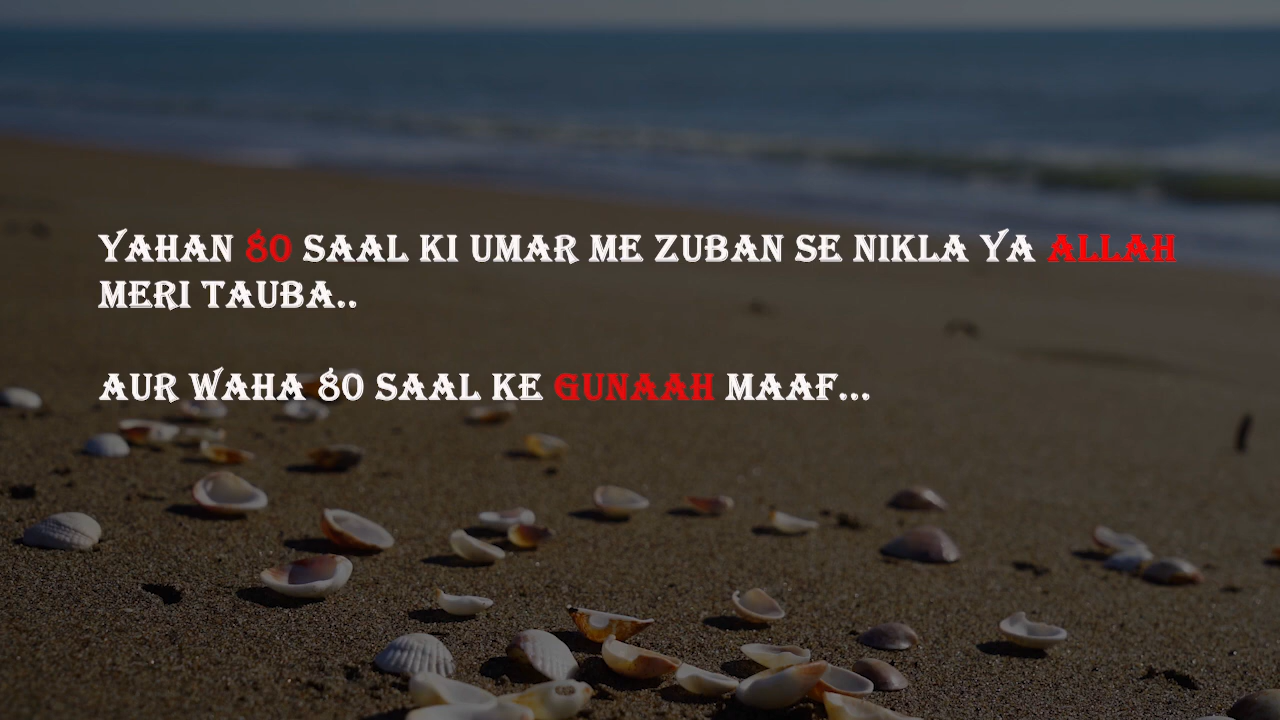 YAHAN 80 SAAL KI UMAR ME ZUBAN SE NIKLA YA ALLAH
MERI TAUBA..
AUR WAHA 80 SAAL KE GUNAAH MAAF...